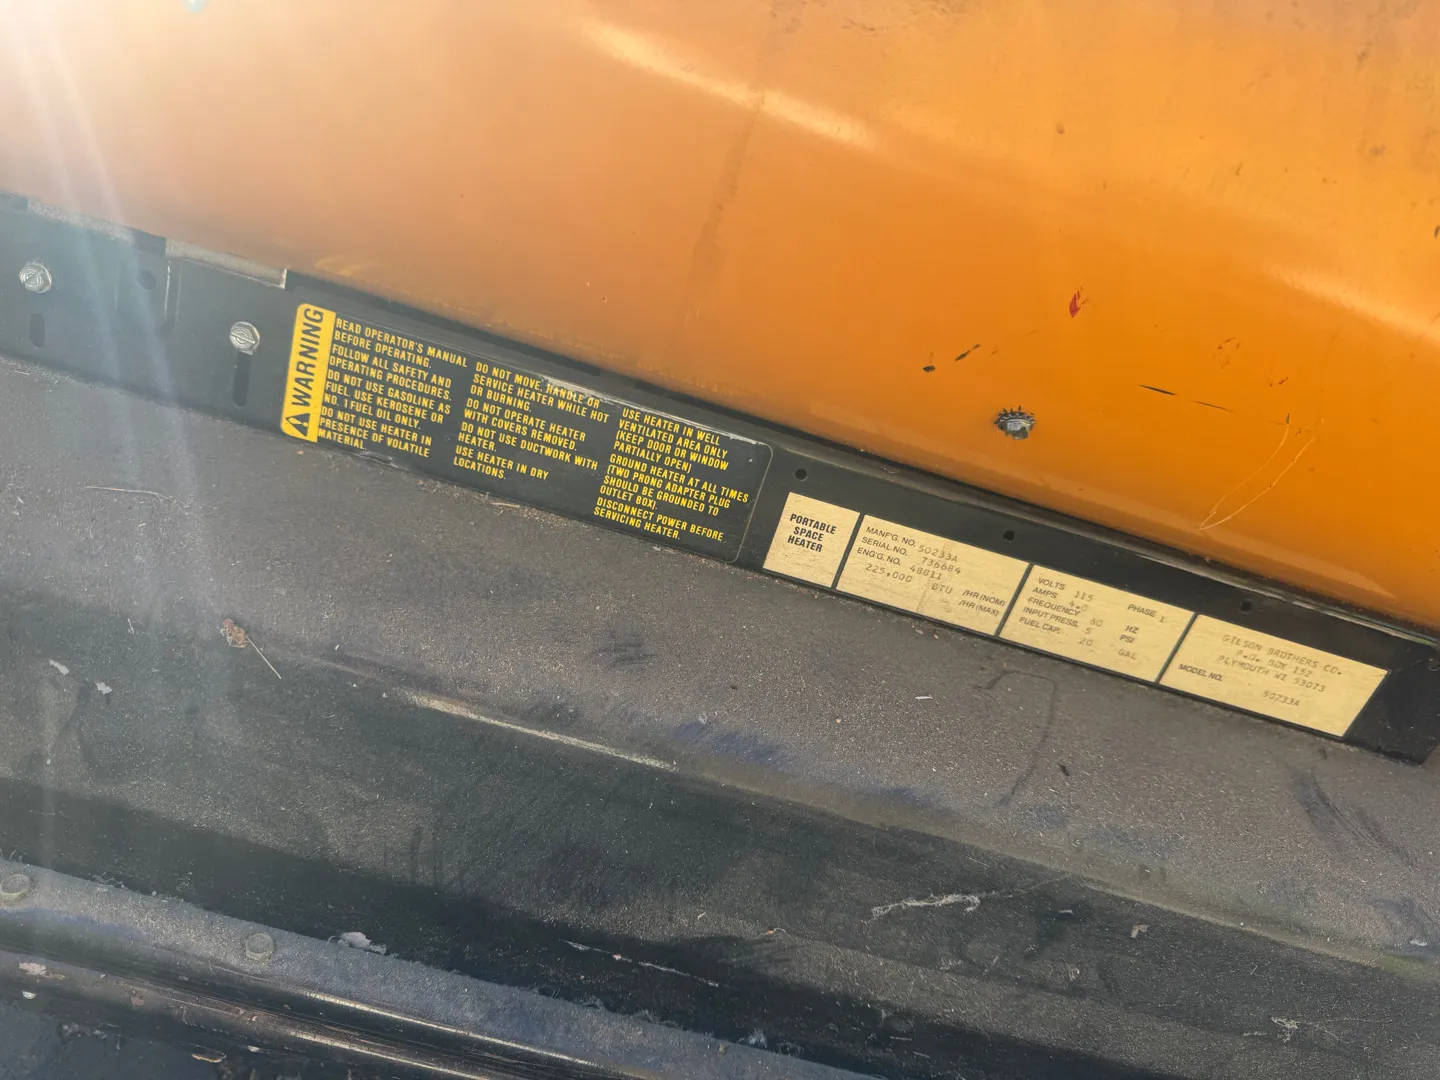 WARNING
READ OPERATOR'S MANUAL
BEFORE OPERATING.
FOLLOW ALL SAFETY AND
OPERATING PROCEDURES.
DO NOT USE GASOLINE AS
FUEL. USE KEROSENE OR
NO. 1 FUEL OIL ONLY.
DO NOT USE HEATER IN
PRESENCE OF VOLATILE
MATERIAL
DO NOT MOVE, HANDLE OR
SERVICE HEATER WHILE HOT
OR BURNING.
DO NOT OPERATE HEATER
WITH COVERS REMOVED.
DO NOT USE DUCTWORK WITH
HEATER.
USE HEATER IN DRY
LOCATIONS.
USE HEATER IN WELL
VENTILATED AREA ONLY
(KEEP DOOR OR WINDOW
PARTIALLY OPEN)
GROUND HEATER AT ALL TIMES
(TWO PRONG ADAPTER PLUG
SHOULD BE GROUNDED TO
OUTLET BOX).
DISCONNECT POWER BEFORE
SERVICING HEATER.
PORTABLE
SPACE
HEATER
MANF'G. NO. 50233A
SERIAL NO. 736684
ENG'G. NO. 48811
225,000 BTU /HR (NOM)
/HR (MAX)
VOLTS 115 PHASE 1
AMPS 4.0
FREQUENCY 60 HZ
INPUT PRESS. 5 PSI
FUEL CAP. 20 GAL
GILSON BROTHERS CO.
P.O. BOX 152
PLYMOUTH WI 53073
MODEL NO. 50233A